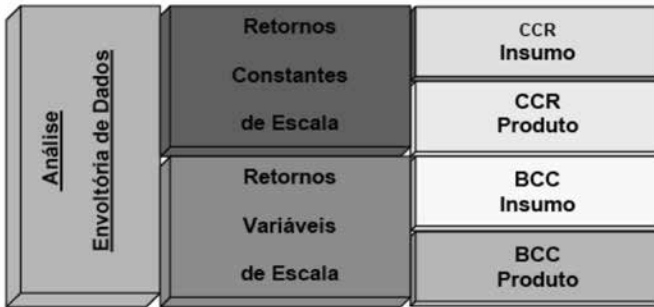 Análise
Envoltória de Dados
Retornos
Constantes
de Escala
CCR
Insumo
CCR
Produto
Retornos
Variáveis
de Escala
BCC
Insumo
BCC
Produto